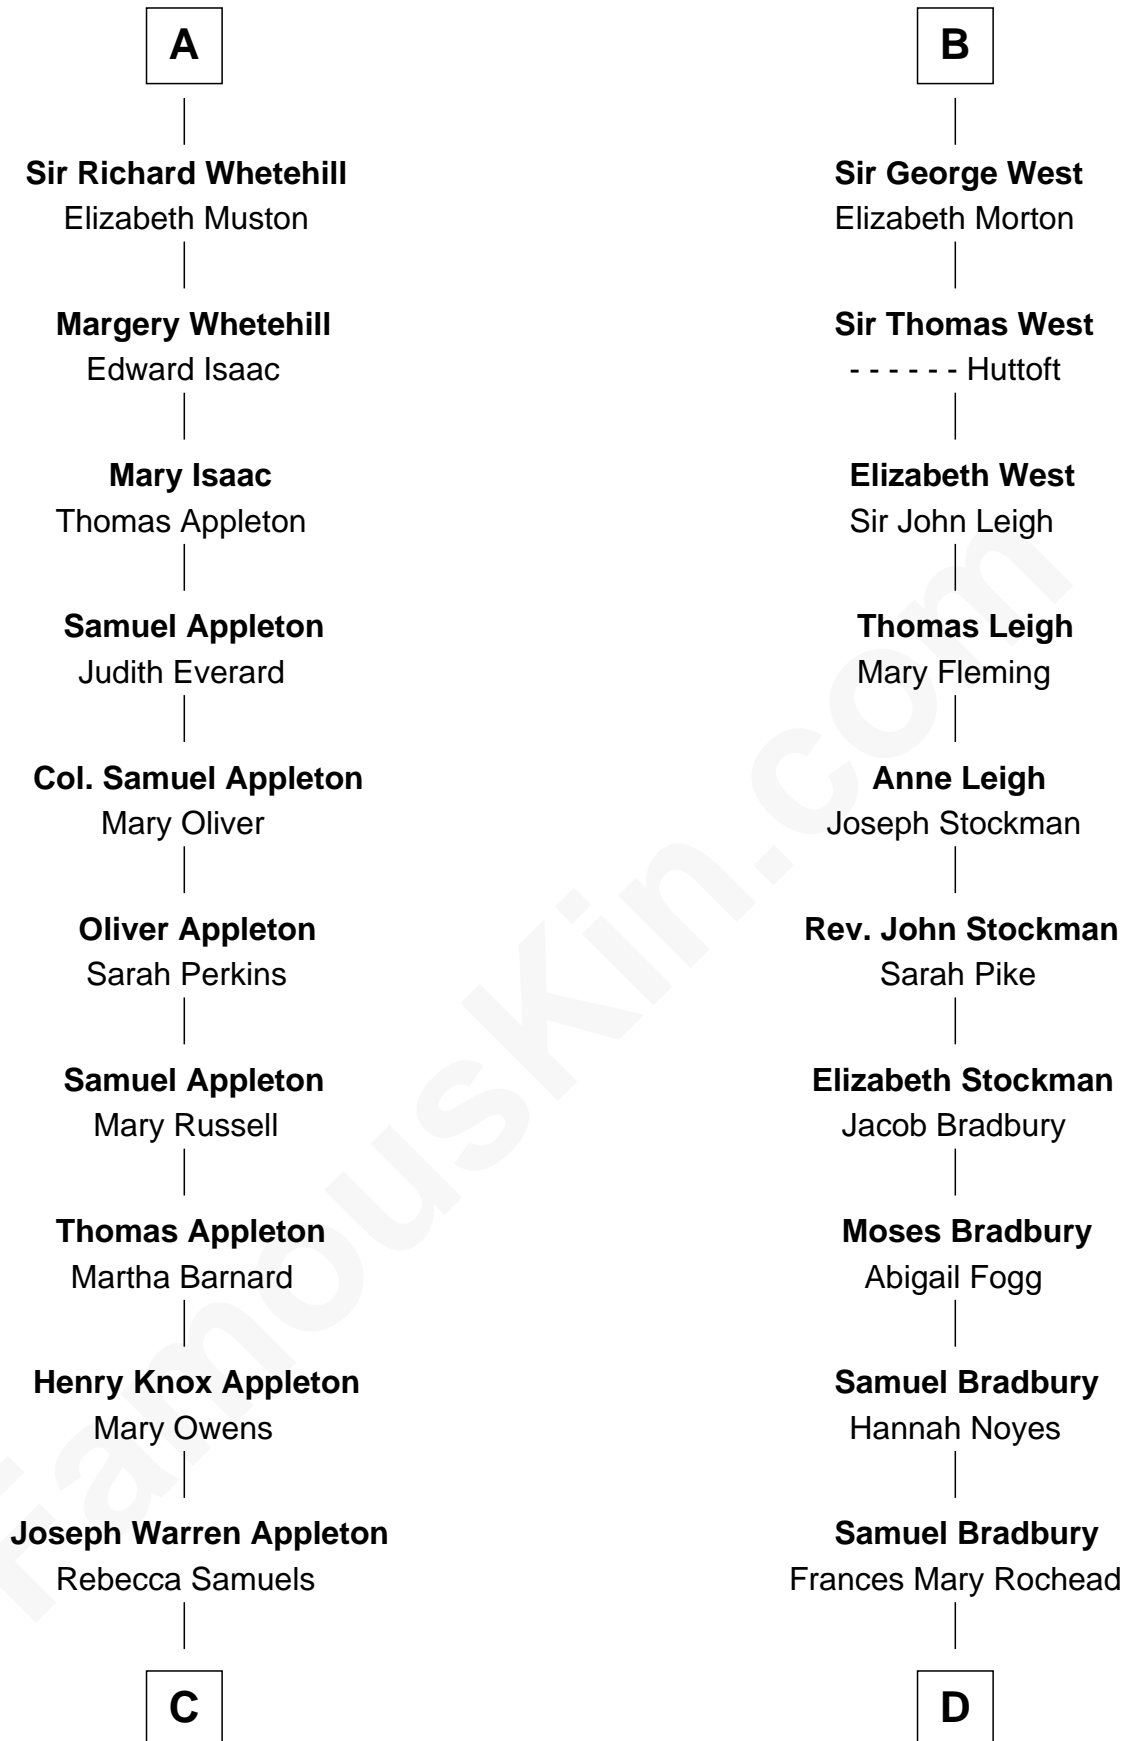 A
Sir Richard Whetehill
Elizabeth Muston
Margery Whetehill
Edward Isaac
Mary Isaac
Thomas Appleton
Samuel Appleton
Judith Everard
Col. Samuel Appleton
Mary Oliver
Oliver Appleton
Sarah Perkins
Samuel Appleton
Mary Russell
Thomas Appleton
Martha Barnard
Henry Knox Appleton
Mary Owens
Joseph Warren Appleton
Rebecca Samuels
C
B
Sir George West
Elizabeth Morton
Sir Thomas West
- - - - - - Huttoft
Elizabeth West
Sir John Leigh
Thomas Leigh
Mary Fleming
Anne Leigh
Joseph Stockman
Rev. John Stockman
Sarah Pike
Elizabeth Stockman
Jacob Bradbury
Moses Bradbury
Abigail Fogg
Samuel Bradbury
Hannah Noyes
Samuel Bradbury
Frances Mary Rochead
D
FamousKin.com